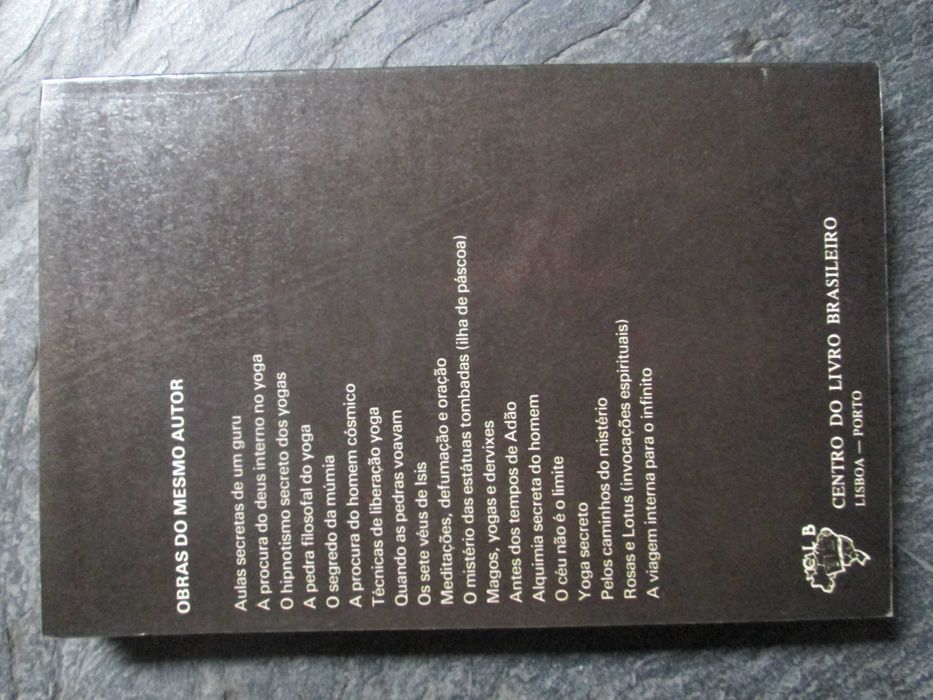 OBRAS DO MESMO AUTOR
Aulas secretas de um guru
A procura do deus interno no yoga
O hipnotismo secreto dos yogas
A pedra filosofal do yoga
O segredo da múmia
A procura do homem cósmico
Técnicas de liberação yoga
Quando as pedras voavam
Os sete véus de Isis
Meditações, defumação e oração
O mistério das estátuas tombadas (ilha de páscoa)
Magos, yogas e dervixes
Antes dos tempos de Adão
Alquimia secreta do homem
O céu não é o limite
Yoga secreto
Pelos caminhos do mistério
Rosas e Lotus (invocações espirituais)
A viagem interna para o infinito
CLB
CENTRO DO LIVRO BRASILEIRO
LISBOA — PORTO